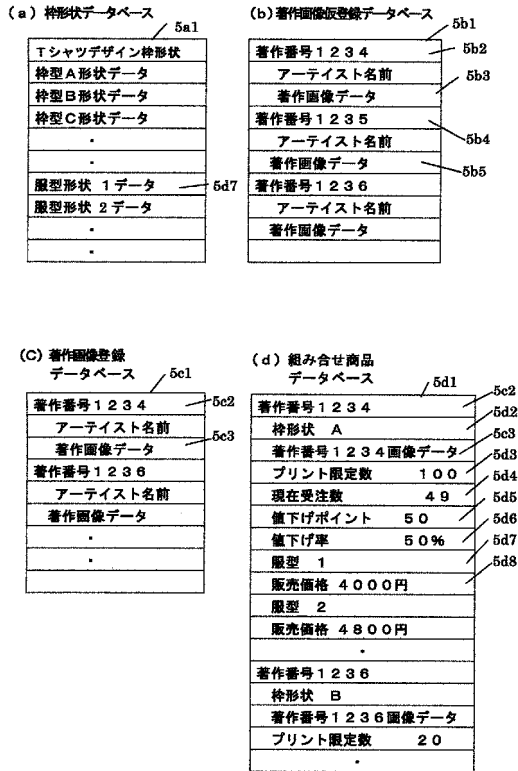 (a) 枠形状データベース
5a1
Tシャツデザイン枠形状
枠型A形状データ
枠型B形状データ
枠型C形状データ
・
・
服型形状 1データ
5d7
服型形状 2データ
・
・
(b) 著作画像仮登録データベース
5b1
著作番号1234
5b2
アーティスト名前
5b3
著作画像データ
著作番号1235
5b4
アーティスト名前
著作画像データ
5b5
著作番号1236
アーティスト名前
著作画像データ
(C) 著作画像登録
データベース
5c1
著作番号1234
5c2
アーティスト名前
5c3
著作画像データ
著作番号1236
アーティスト名前
著作画像データ
・
・
(d) 組み合せ商品
データベース
5d1
著作番号1234
5c2
枠形状 A
5d2
著作番号1234画像データ
5c3
プリント限定数 100
5d3
現在受注数 49
5d4
値下げポイント 50
5d5
値下げ率 50%
5d6
服型 1
5d7
販売価格 4000円
5d8
服型 2
販売価格 4800円
・
著作番号1236
枠形状 B
著作番号1236画像データ
プリント限定数 20
・